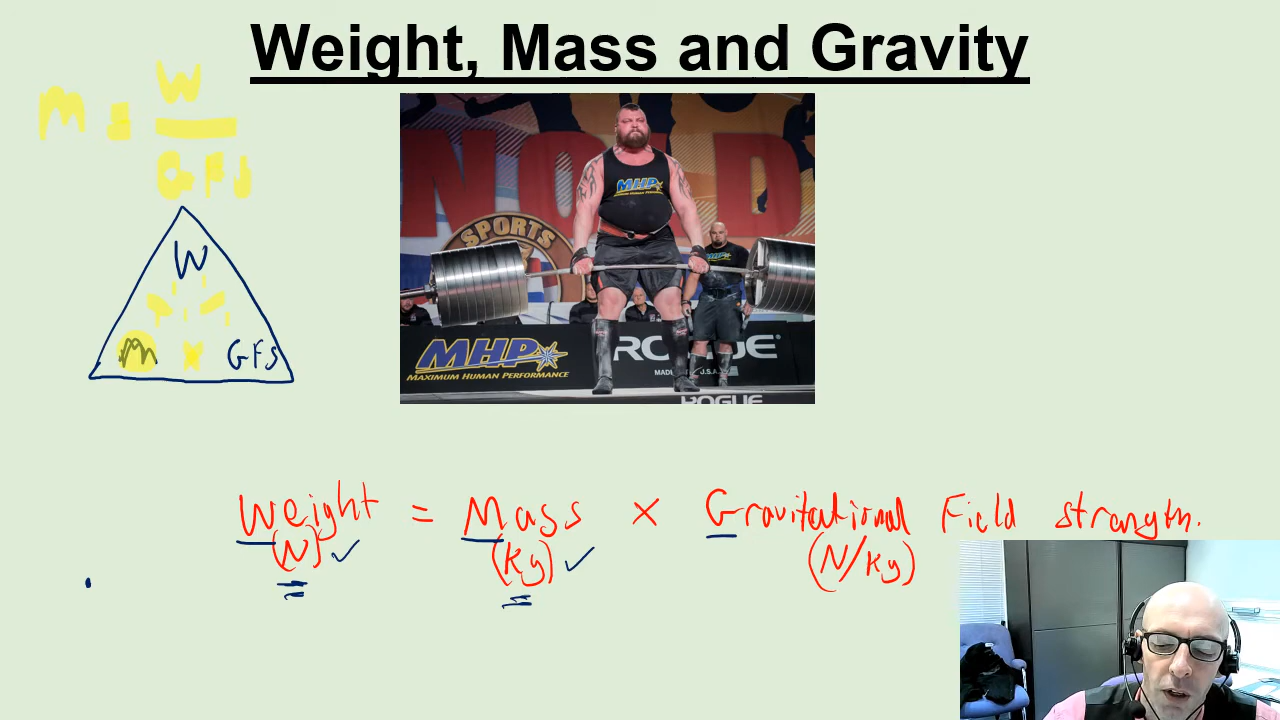 Weight, Mass and Gravity
M = W
GFS
W
M × GFS
NOLD
SPORTS
MHP
MHP
MAXIMUM HUMAN PERFORMANCE
ROGUE
U.S.A.
ROGUE
Weight = Mass × Gravitational Field strength.
(N) ✓ (kg) ✓ (N/kg)